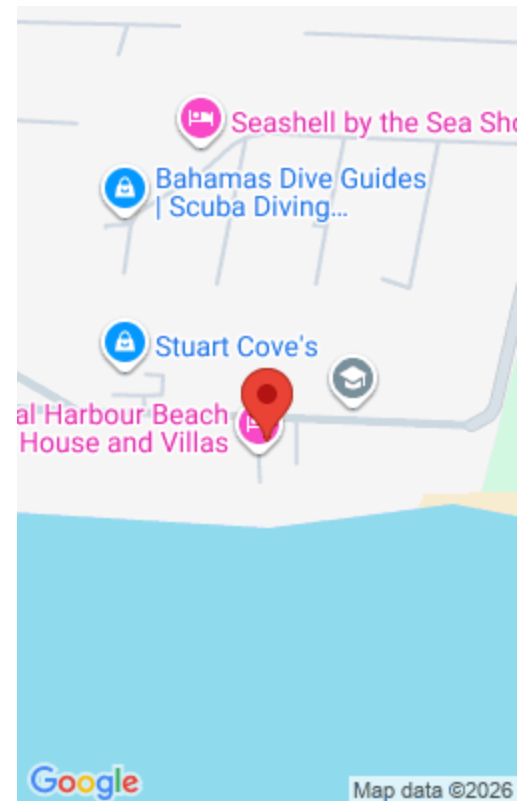 Seashell by the Sea Sho
Bahamas Dive Guides
| Scuba Diving...
Stuart Cove's
al Harbour Beach
House and Villas
Google
Map data ©2026